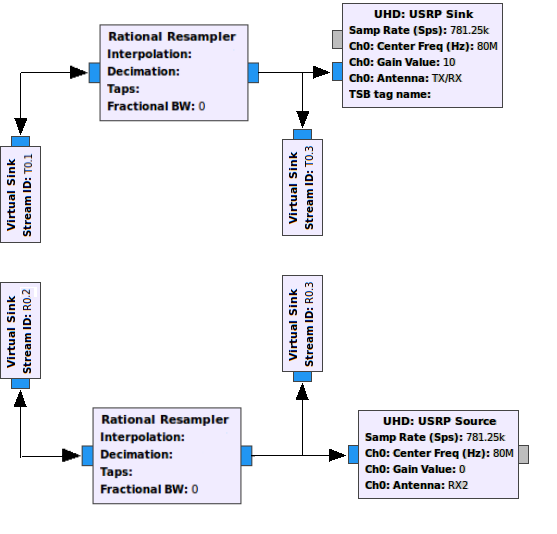 Rational Resampler
Interpolation:
Decimation:
Taps:
Fractional BW: 0
UHD: USRP Sink
Samp Rate (Sps): 781.25k
Ch0: Center Freq (Hz): 80M
Ch0: Gain Value: 10
Ch0: Antenna: TX/RX
TSB tag name:
Virtual Sink
Stream ID: T0.1
Virtual Sink
Stream ID: T0.3
Virtual Sink
Stream ID: R0.2
Virtual Sink
Stream ID: R0.3
Rational Resampler
Interpolation:
Decimation:
Taps:
Fractional BW: 0
UHD: USRP Source
Samp Rate (Sps): 781.25k
Ch0: Center Freq (Hz): 80M
Ch0: Gain Value: 0
Ch0: Antenna: RX2